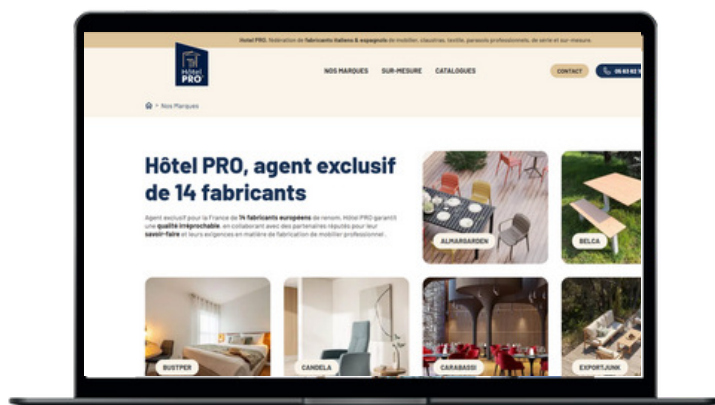 Hôtel PRO, fédération de fabricants italiens & espagnols de mobilier, claustras, textile, parasols professionnels, de série et sur-mesure.
Hôtel
PRO
NOS MARQUES SUR-MESURE CATALOGUES CONTACT 05 63 62
Nos Marques
Hôtel PRO, agent exclusif
de 14 fabricants
Agent exclusif pour la France de 14 fabricants européens de renom, Hôtel PRO garantit
une qualité irréprochable, en collaborant avec des partenaires réputés pour leur
savoir-faire et leurs exigences en matière de fabrication de mobilier professionnel.
ALMARGARDEN
BELCA
BUSTPER
CANDELA
CARABASSI
EXPORTJUNK